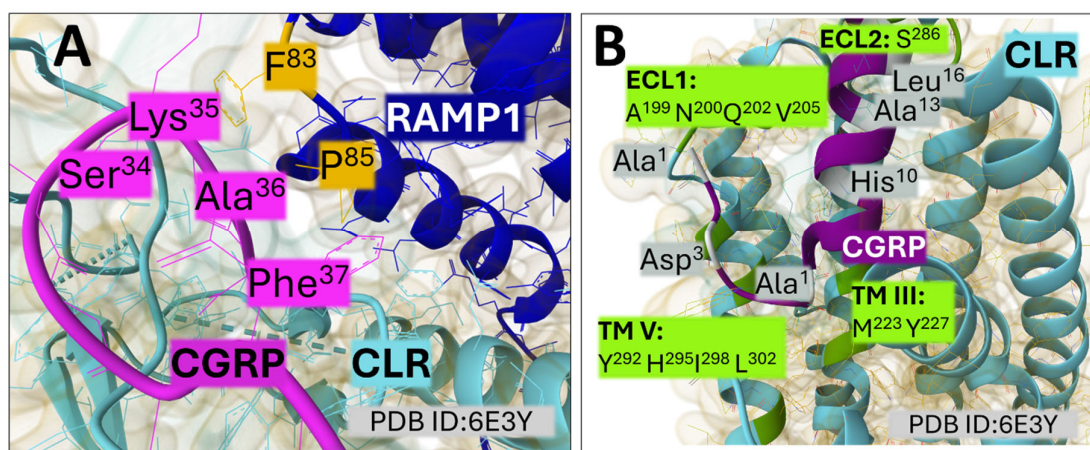 A
F⁸³
Lys³⁵
RAMP1
P⁸⁵
Ser³⁴
Ala³⁶
Phe³⁷
CGRP
CLR
PDB ID:6E3Y
B
ECL2: S²⁸⁶
CLR
ECL1:
A¹⁹⁹ N²⁰⁰Q²⁰² V²⁰⁵
Leu¹⁶
Ala¹³
Ala¹
His¹⁰
CGRP
Asp³
Ala¹
TM III:
M²²³ Y²²⁷
TM V:
Y²⁹² H²⁹⁵I²⁹⁸ L³⁰²
PDB ID:6E3Y